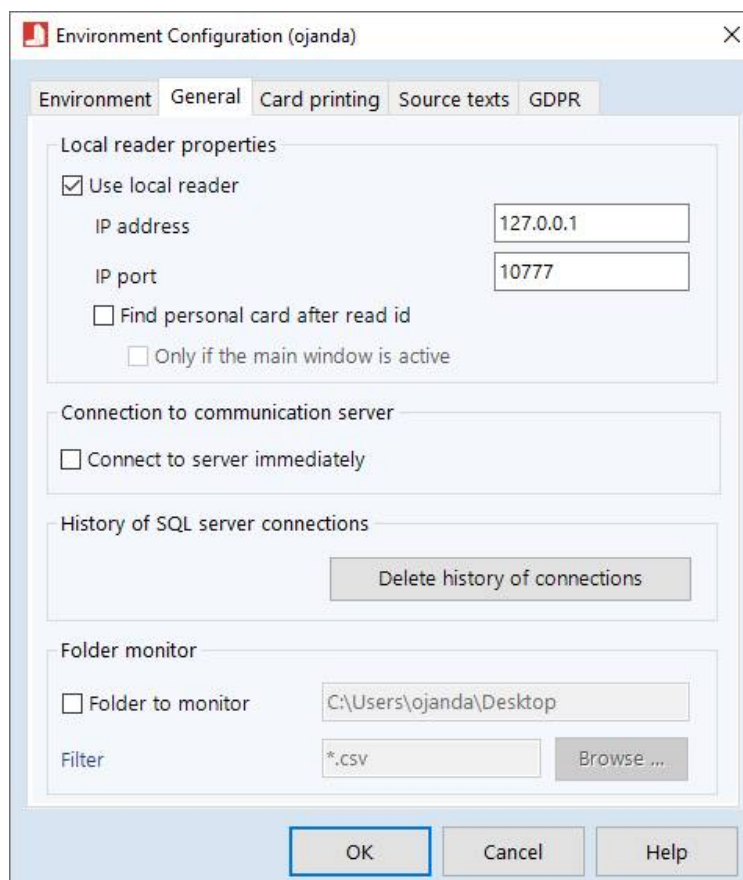 Environment Configuration (ojanda)
Environment General Card printing Source texts GDPR
Local reader properties
Use local reader
IP address 127.0.0.1
IP port 10777
Find personal card after read id
Only if the main window is active
Connection to communication server
Connect to server immediately
History of SQL server connections
Delete history of connections
Folder monitor
Folder to monitor C:\Users\ojanda\Desktop
Filter *.csv Browse ...
OK Cancel Help